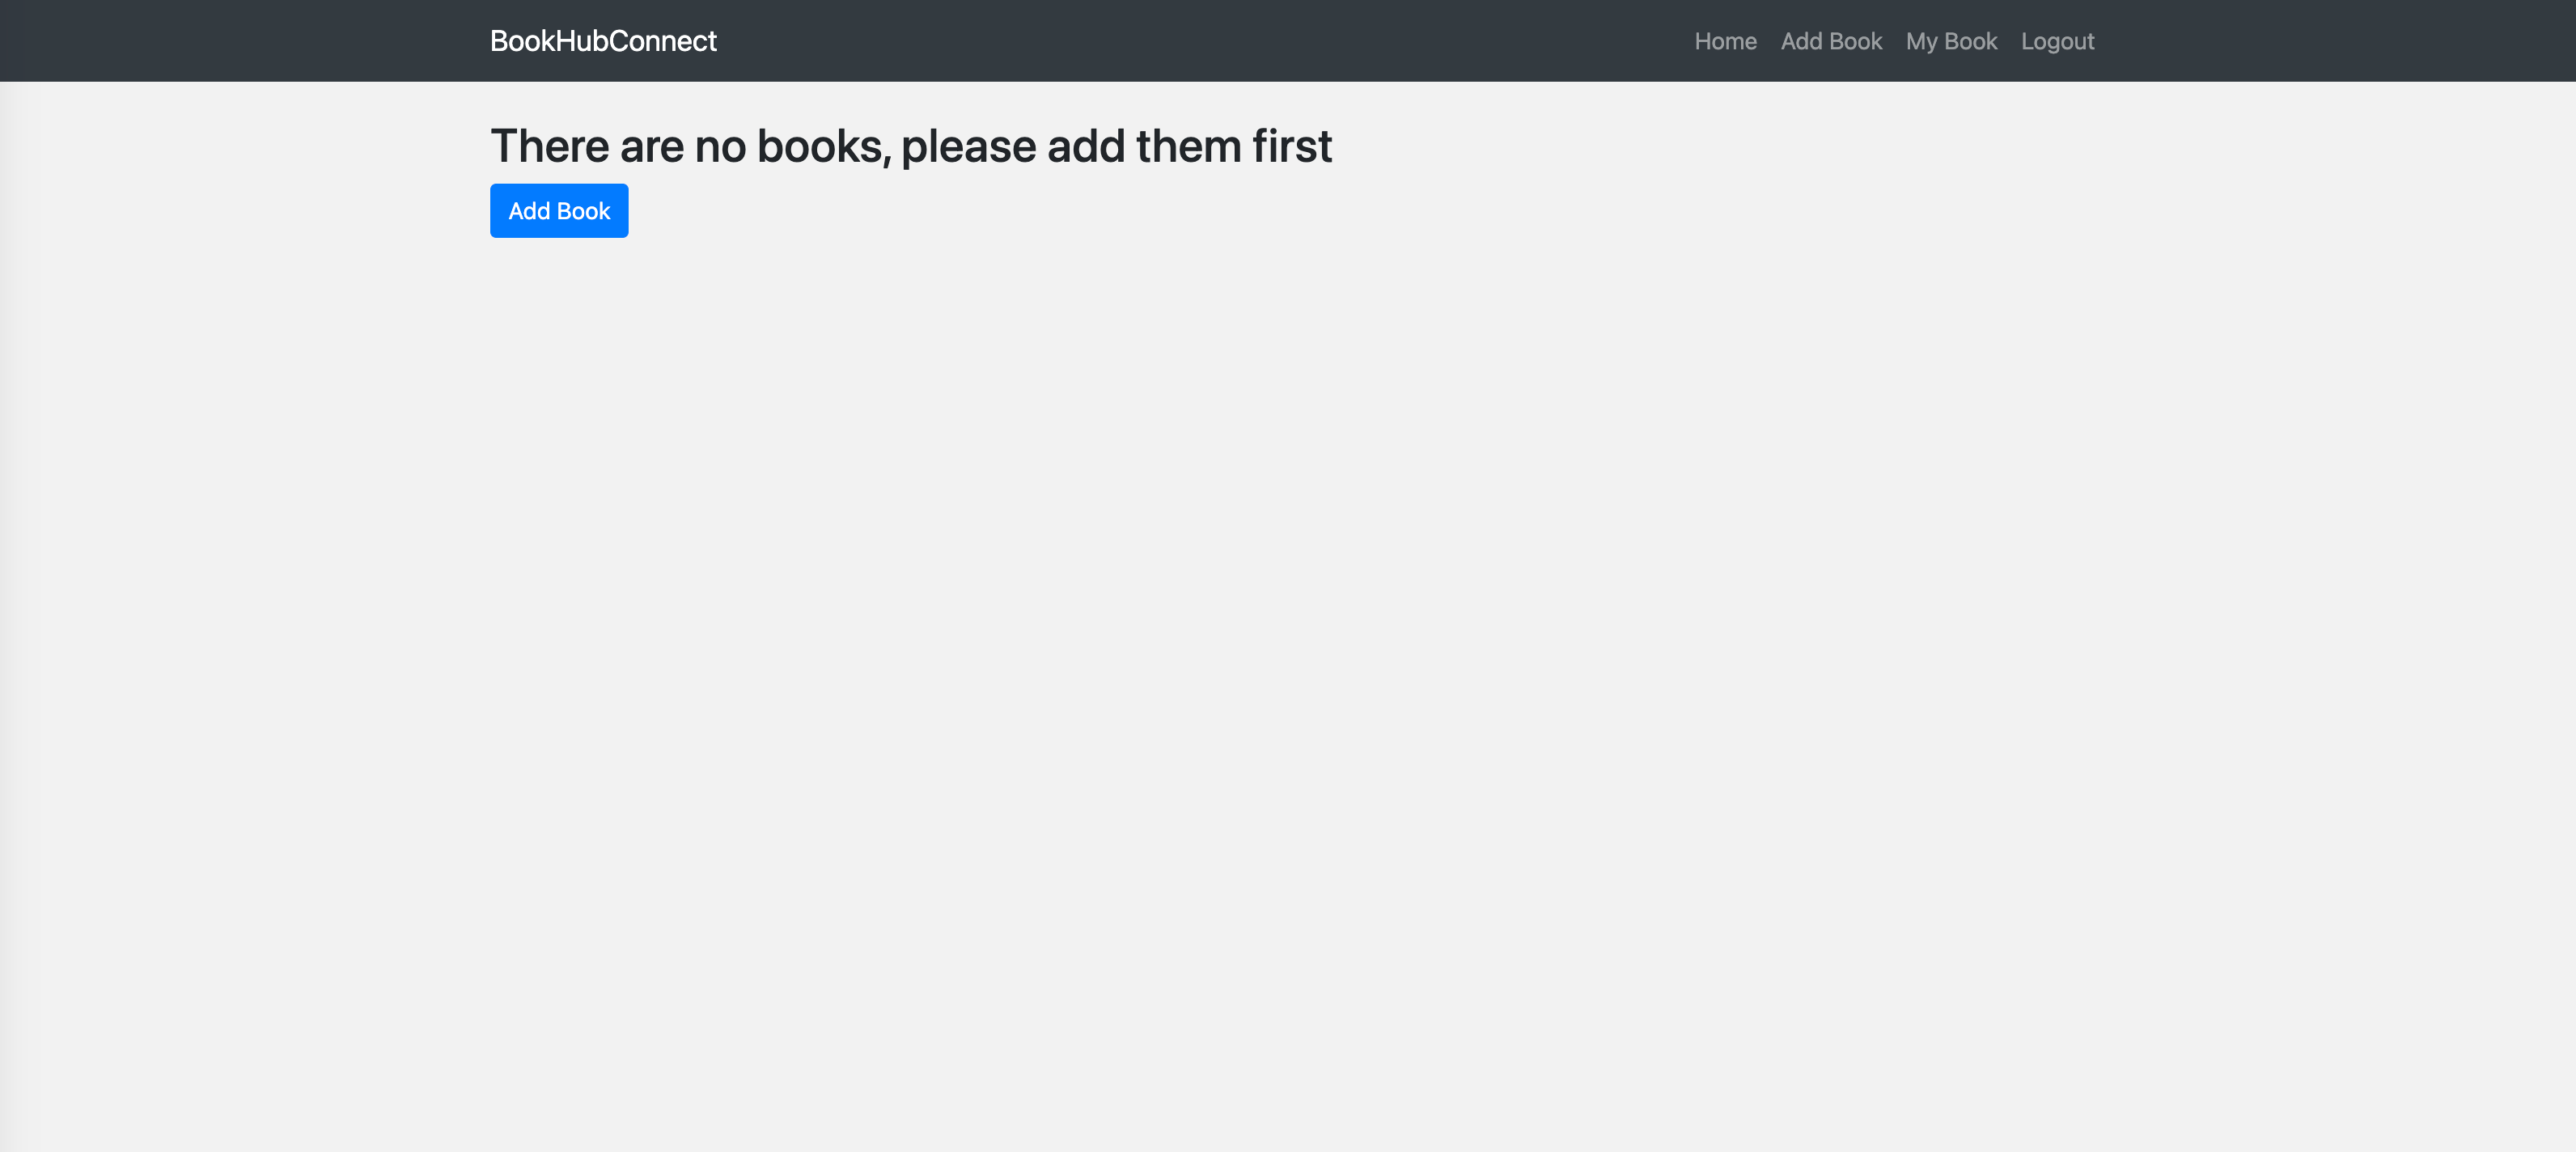 BookHubConnect
Home Add Book My Book Logout
There are no books, please add them first
Add Book